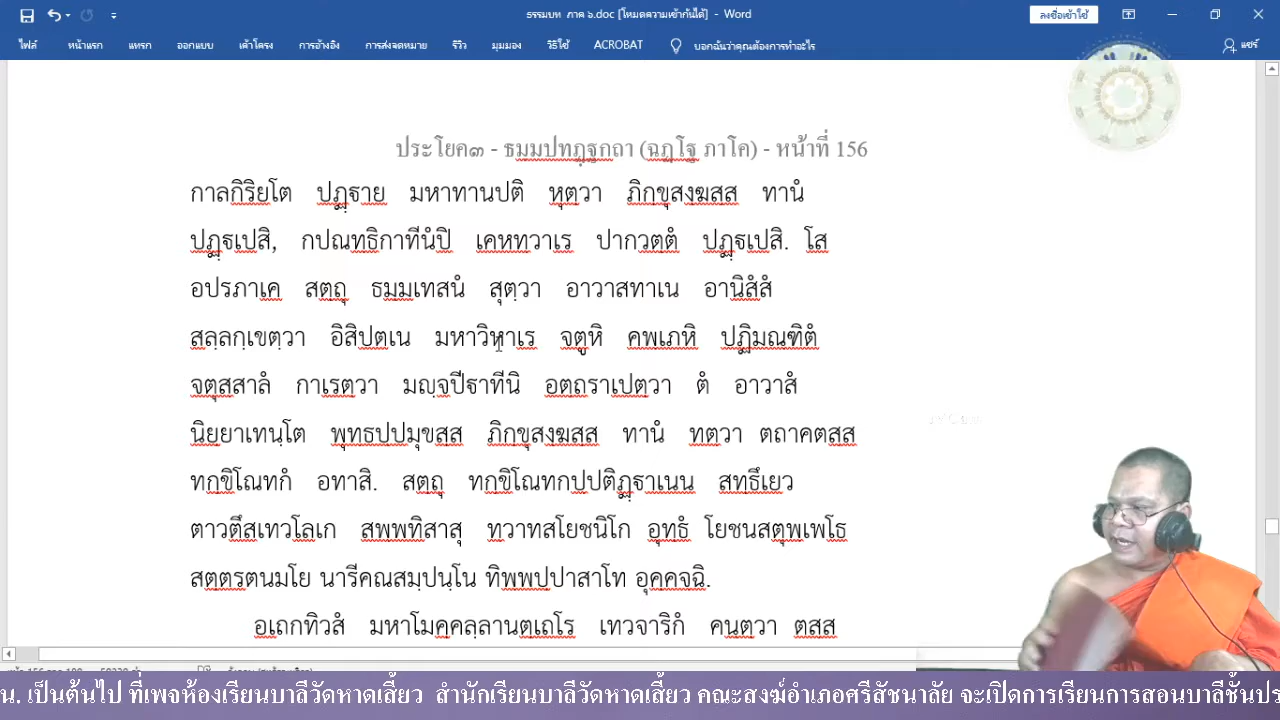 ธรรมบท ภาค ๖.doc [โหมดความเข้ากันได้] - Word
ลงชื่อเข้าใช้
ไฟล์ หน้าแรก แทรก ออกแบบ เค้าโครง การอ้างอิง การส่งจดหมาย รีวิว มุมมอง วิธีใช้ ACROBAT บอกฉันว่าคุณต้องการทำอะไร แชร์
ประโยค๓ - ธมฺมปทฏฺฐกถา (ฉฏฺโฐ ภาโค) - หน้าที่ 156
กาลกิริยโต ปฏฺฐาย มหาทานปติ หุตฺวา ภิกฺขุสงฺฆสฺส ทานํ
ปฏฺฐเปสิ, กปณทฺธิกาทีนํปิ เคหทฺวาเร ปากวตฺตํ ปฏฺฐเปสิ. โส
อปรภาเค สตฺถุ ธมฺมเทสนํ สุตฺวา อาวาสทาเน อานิสํสํ
สลฺลกฺเขตฺวา อิสิปตเน มหาวิหาเร จตูหิ คพฺเภหิ ปฏิมณฺฑิตํ
จตุสฺสาลํ กาเรตฺวา มญฺจปีฐาทีนิ อตฺถราเปตฺวา ตํ อาวาสํ
นิยฺยาเทนฺโต พุทฺธปฺปมุขสฺส ภิกฺขุสงฺฆสฺส ทานํ ทตฺวา ตถาคตสฺส
ทกฺขิโณทกํ อทาสิ. สตฺถุ ทกฺขิโณทกปฺปติฏฺฐาเนน สทฺธึเยว
ตาวตึสเทวโลเก สพฺพทิสาสุ ทฺวาทสโยชนิโก อุทฺธํ โยชนสตุพฺเพโธ
สตฺตรตนมโย นารีคณสมฺปนฺโน ทิพฺพปฺปาสาโท อุคฺคจฺฉิ.
อเถกทิวสํ มหาโมคฺคลฺลานตฺเถโร เทวจาริกํ คนฺตฺวา ตสฺส
น. เป็นต้นไป ที่เพจห้องเรียนบาลีวัดหาดเสี้ยว สำนักเรียนบาลีวัดหาดเสี้ยว คณะสงฆ์อำเภอศรีสัชนาลัย จะเปิดการเรียนการสอนบาลีชั้นปร